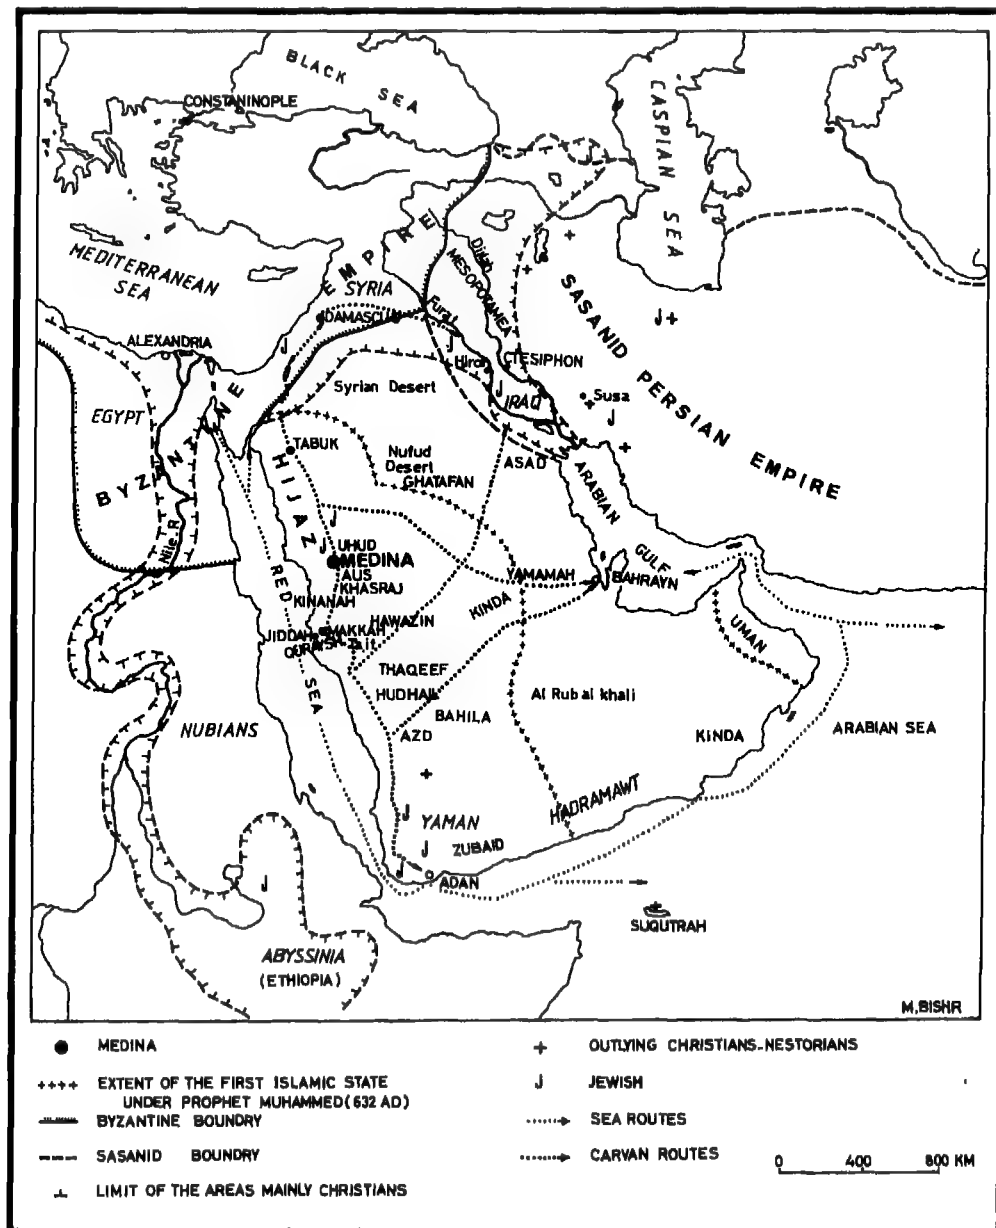 BLACK
SEA
CONSTANINOPLE
CASPIAN SEA
MEDITERRANEAN
SEA
EMPIRE
SYRIA
DAMASCUS
Dijlah
MESOPOTAMEA
Furat
SASANID PERSIAN EMPIRE
ALEXANDRIA
Hira
CTESIPHON
Syrian Desert
IRAQ
Susa
EGYPT
BYZANTINE
TABUK
HIJAZ
Nufud
Desert
GHATAFAN
ASAD
ARABIAN
GULF
Nile R
UHUD
MEDINA
AUS
KHASRAJ
KINANAH
YAMAMAH
BAHRAYN
KINDA
RED
SEA
HAWAZIN
JIDDAH
MAKKAH
QURAYSH
UMAN
THAQEEF
HUDHAIL
Al Rub al khali
BAHILA
AZD
NUBIANS
KINDA
ARABIAN SEA
HADRAMAWT
YAMAN
ZUBAID
ADAN
SUQUTRAH
ABYSSINIA
(ETHIOPIA)
M.BISHR
MEDINA
EXTENT OF THE FIRST ISLAMIC STATE
UNDER PROPHET MUHAMMED (632 AD)
BYZANTINE BOUNDRY
SASANID BOUNDRY
LIMIT OF THE AREAS MAINLY CHRISTIANS
OUTLYING CHRISTIANS-NESTORIANS
J JEWISH
SEA ROUTES
CARVAN ROUTES
0 400 800 KM